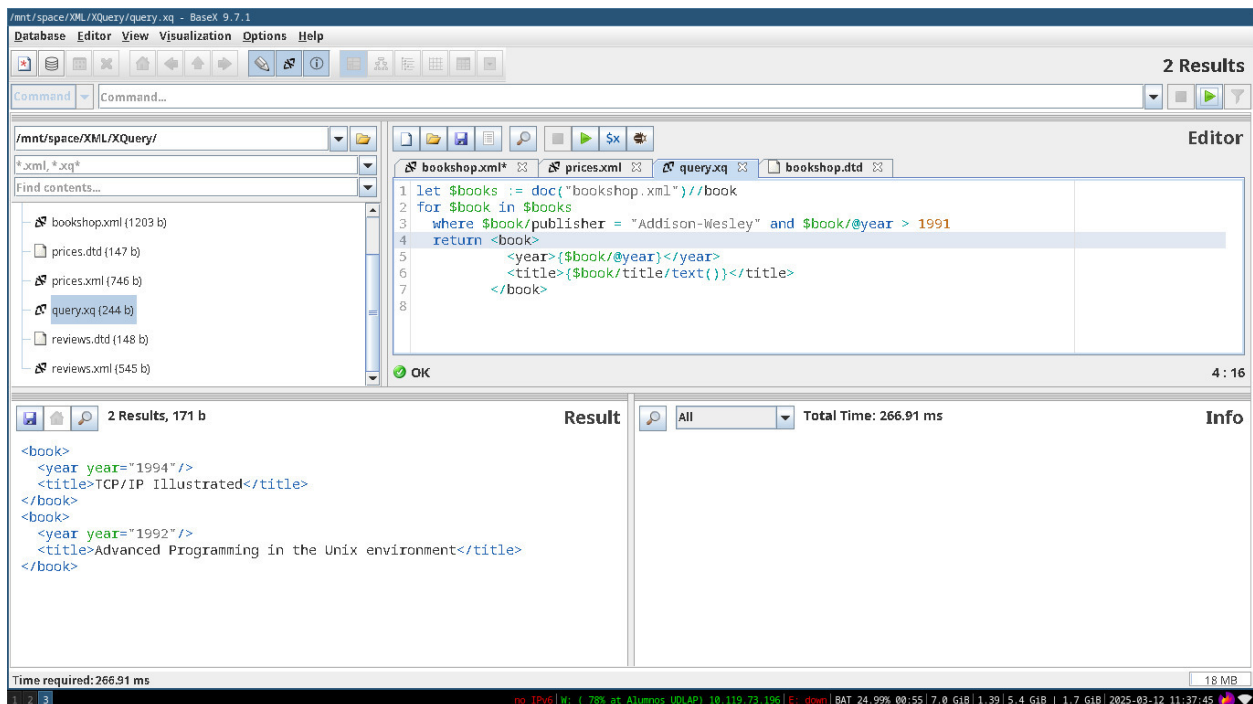 /mnt/space/XML/XQuery/query.xq - BaseX 9.7.1
Database Editor View Visualization Options Help
2 Results
Command Command...
/mnt/space/XML/XQuery/
*.xml, *.xq*
Find contents...
bookshop.xml (1203 b)
prices.dtd (147 b)
prices.xml (746 b)
query.xq (244 b)
reviews.dtd (148 b)
reviews.xml (545 b)
$x
Editor
bookshop.xml* prices.xml query.xq bookshop.dtd
1 let $books := doc("bookshop.xml")//book
2 for $book in $books
3 where $book/publisher = "Addison-Wesley" and $book/@year > 1991
4 return <book>
5 <year>{$book/@year}</year>
6 <title>{$book/title/text()}</title>
7 </book>
8
OK 4 : 16
2 Results, 171 b Result
<book>
<year year="1994"/>
<title>TCP/IP Illustrated</title>
</book>
<book>
<year year="1992"/>
<title>Advanced Programming in the Unix environment</title>
</book>
All Total Time: 266.91 ms Info
Time required: 266.91 ms 18 MB
1 2 3 no IPv6 W: ( 78% at Alumnos UDLAP) 10.119.73.196 E: down BAT 24.99% 00:55 7.0 GiB 1.39 5.4 GiB | 1.7 GiB 2025-03-12 11:37:45